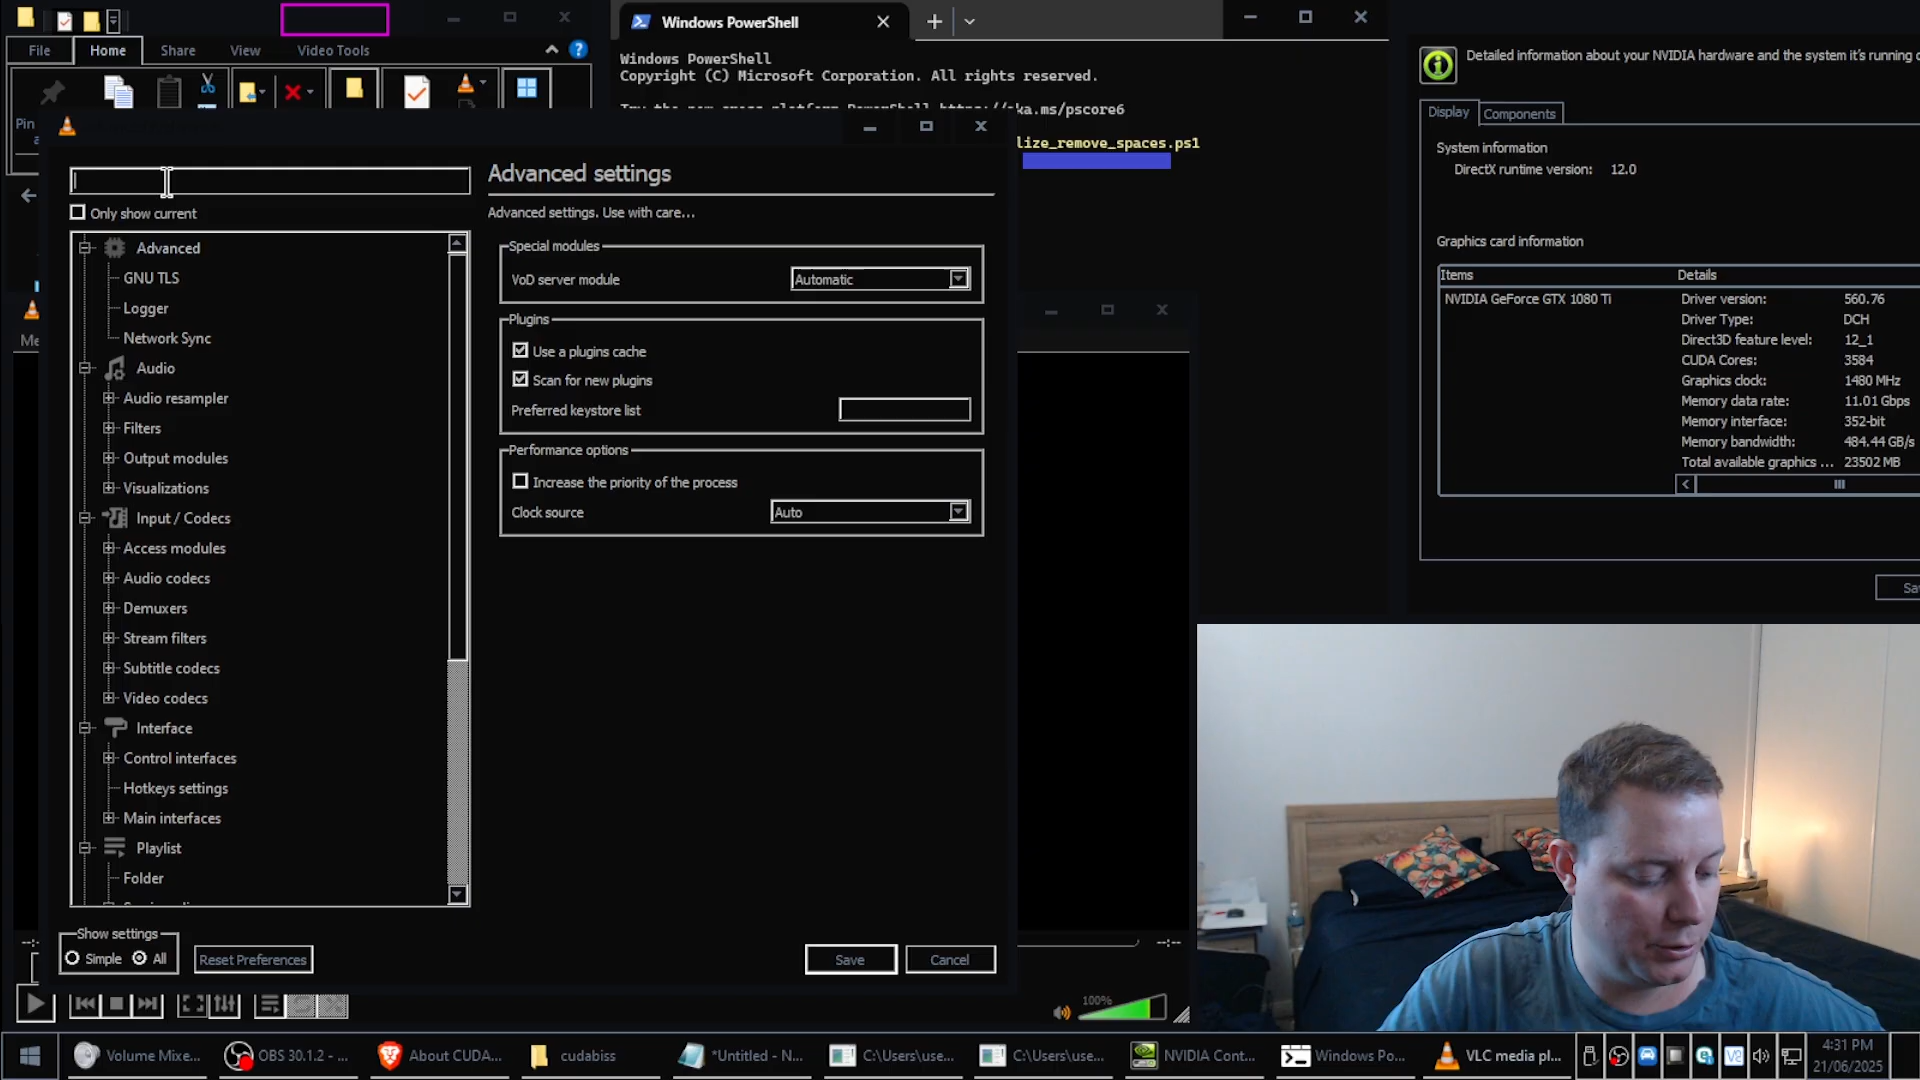 File
Home
Share
View
Video Tools
Pin
Windows PowerShell
Windows PowerShell
Copyright (C) Microsoft Corporation. All rights reserved.
ka.ms/pscore6
lize_remove_spaces.ps1
Only show current
Advanced
GNU TLS
Logger
Network Sync
Audio
Audio resampler
Filters
Output modules
Visualizations
Input / Codecs
Access modules
Audio codecs
Demuxers
Stream filters
Subtitle codecs
Video codecs
Interface
Control interfaces
Hotkeys settings
Main interfaces
Playlist
Folder
Show settings
Simple
All
Reset Preferences
Advanced settings
Advanced settings. Use with care...
Special modules
VoD server module
Automatic
Plugins
Use a plugins cache
Scan for new plugins
Preferred keystore list
Performance options
Increase the priority of the process
Clock source
Auto
Save
Cancel
Me
--:--
100%
Detailed information about your NVIDIA hardware and the system it's running
Display
Components
System information
DirectX runtime version: 12.0
Graphics card information
Items Details
NVIDIA GeForce GTX 1080 Ti
Driver version: 560.76
Driver Type: DCH
Direct3D feature level: 12_1
CUDA Cores: 3584
Graphics clock: 1480 MHz
Memory data rate: 11.01 Gbps
Memory interface: 352-bit
Memory bandwidth: 484.44 GB/s
Total available graphics ... 23502 MB
Sa
Volume Mixe...
OBS 30.1.2 - ...
About CUDA...
cudabiss
*Untitled - N...
C:\Users\use...
C:\Users\use...
NVIDIA Cont...
Windows Po...
VLC media pl...
4:31 PM
21/06/2025